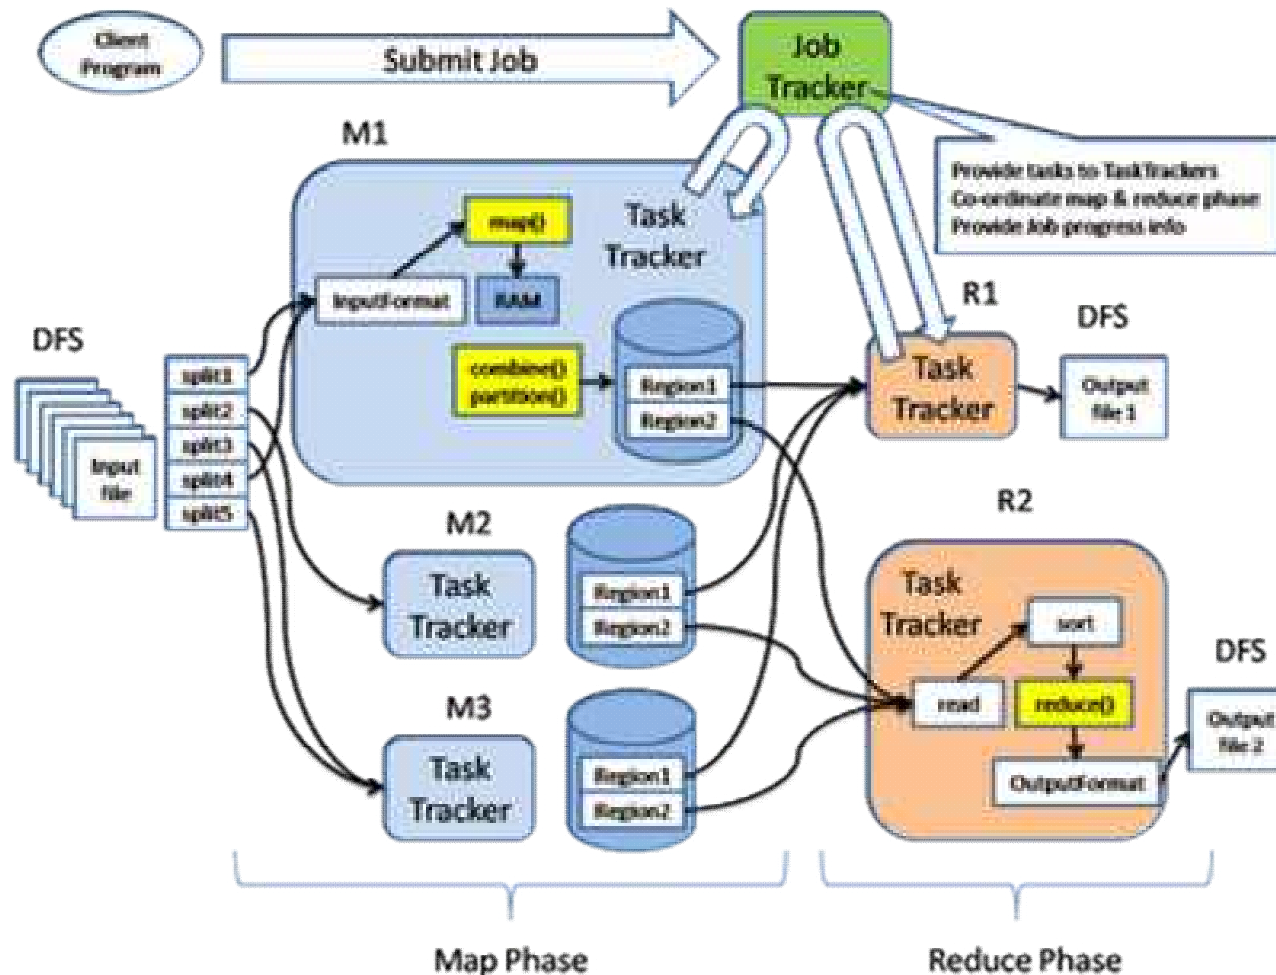 Client
Program
Submit Job
Job
Tracker
Provide tasks to TaskTrackers
Co-ordinate map & reduce phase
Provide Job progress info
M1
Task
Tracker
map()
InputFormat
RAM
combine()
partition()
Region1
Region2
DFS
Input
file
split1
split2
split3
split4
split5
M2
Task
Tracker
Region1
Region2
M3
Task
Tracker
Region1
Region2
R1
Task
Tracker
DFS
Output
file 1
R2
Task
Tracker
sort
read
reduce()
OutputFormat
DFS
Output
file 2
Map Phase
Reduce Phase